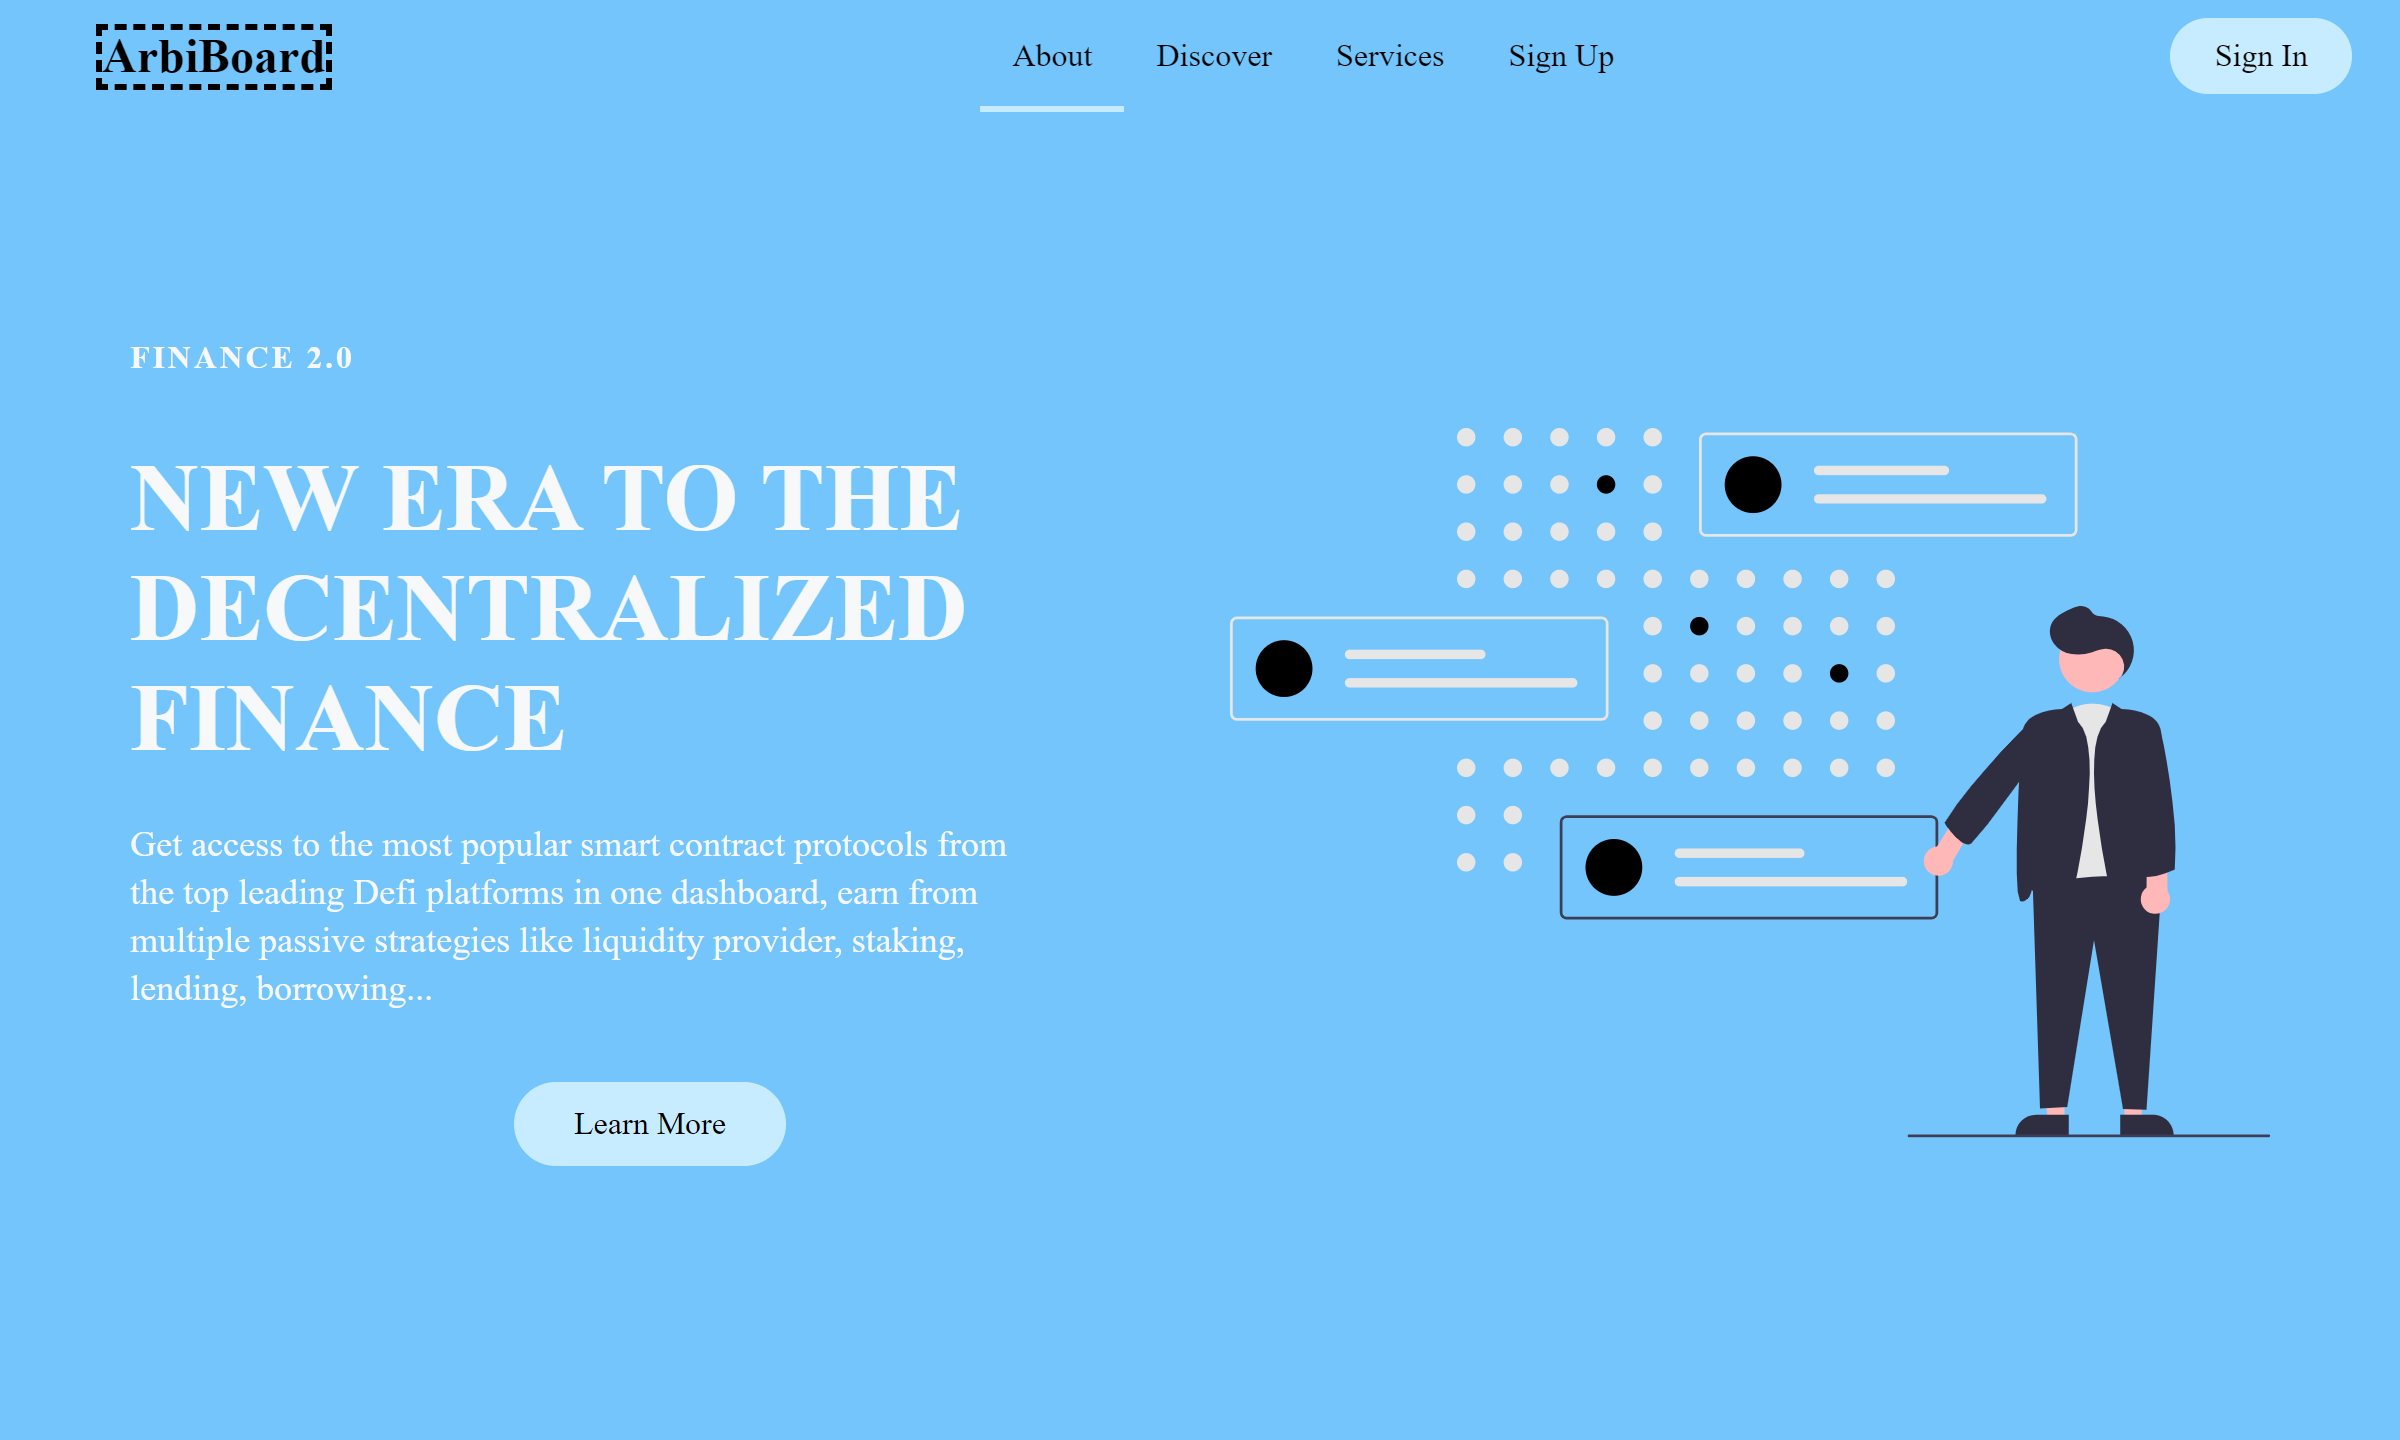 ArbiBoard
About
Discover
Services
Sign Up
Sign In
FINANCE 2.0
NEW ERA TO THE
DECENTRALIZED
FINANCE
Get access to the most popular smart contract protocols from
the top leading Defi platforms in one dashboard, earn from
multiple passive strategies like liquidity provider, staking,
lending, borrowing...
Learn More